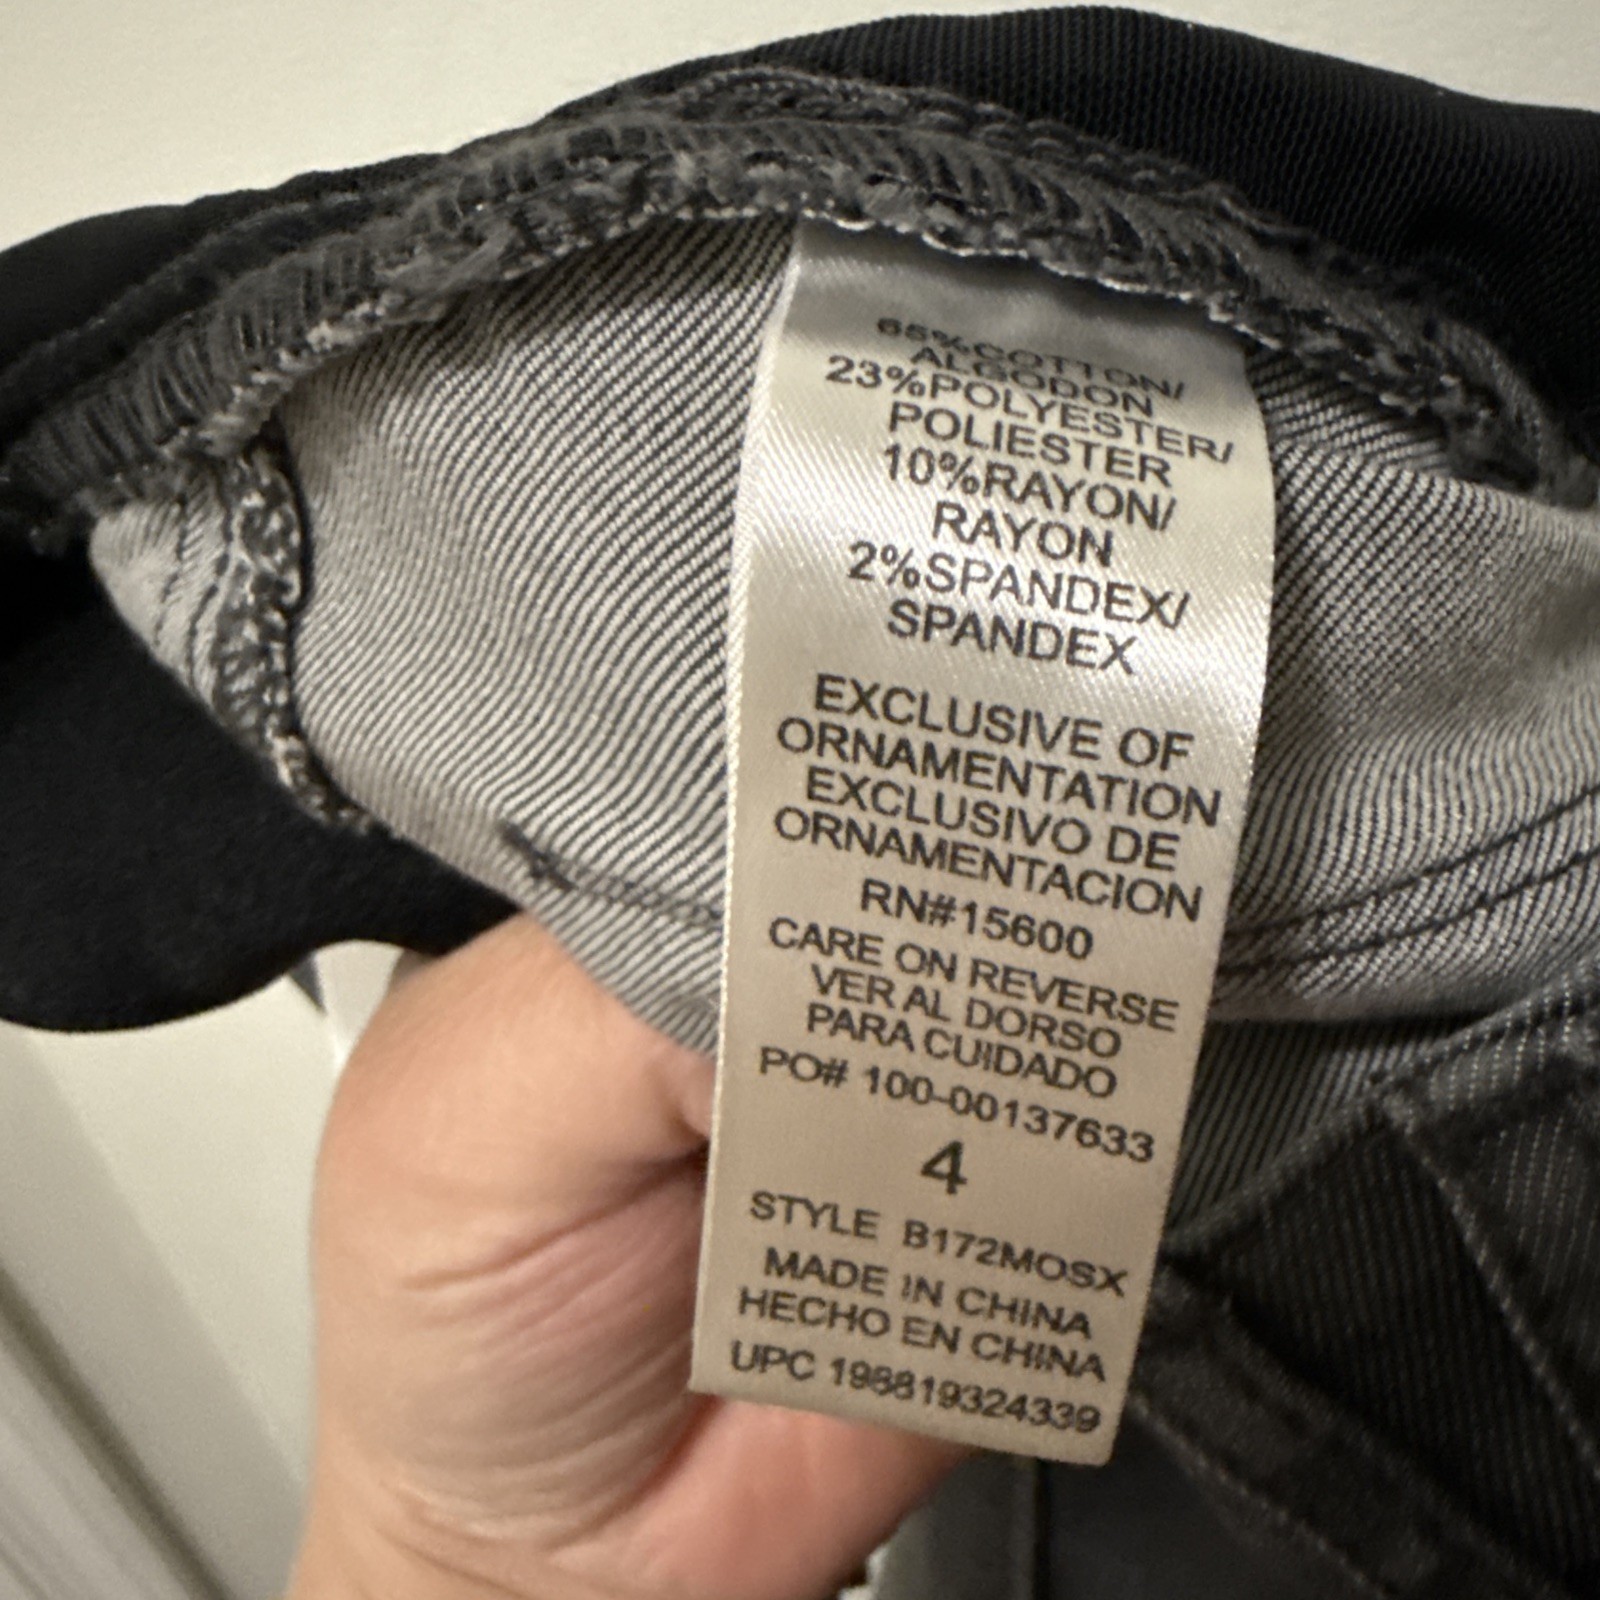 65%COTTON/
ALGODON
23%POLYESTER/
POLIESTER
10%RAYON/
RAYON
2%SPANDEX/
SPANDEX
EXCLUSIVE OF
ORNAMENTATION
EXCLUSIVO DE
ORNAMENTACION
RN#15600
CARE ON REVERSE
VER AL DORSO
PARA CUIDADO
PO# 100-00137633
4
STYLE B172MOSX
MADE IN CHINA
HECHO EN CHINA
UPC 198819324339